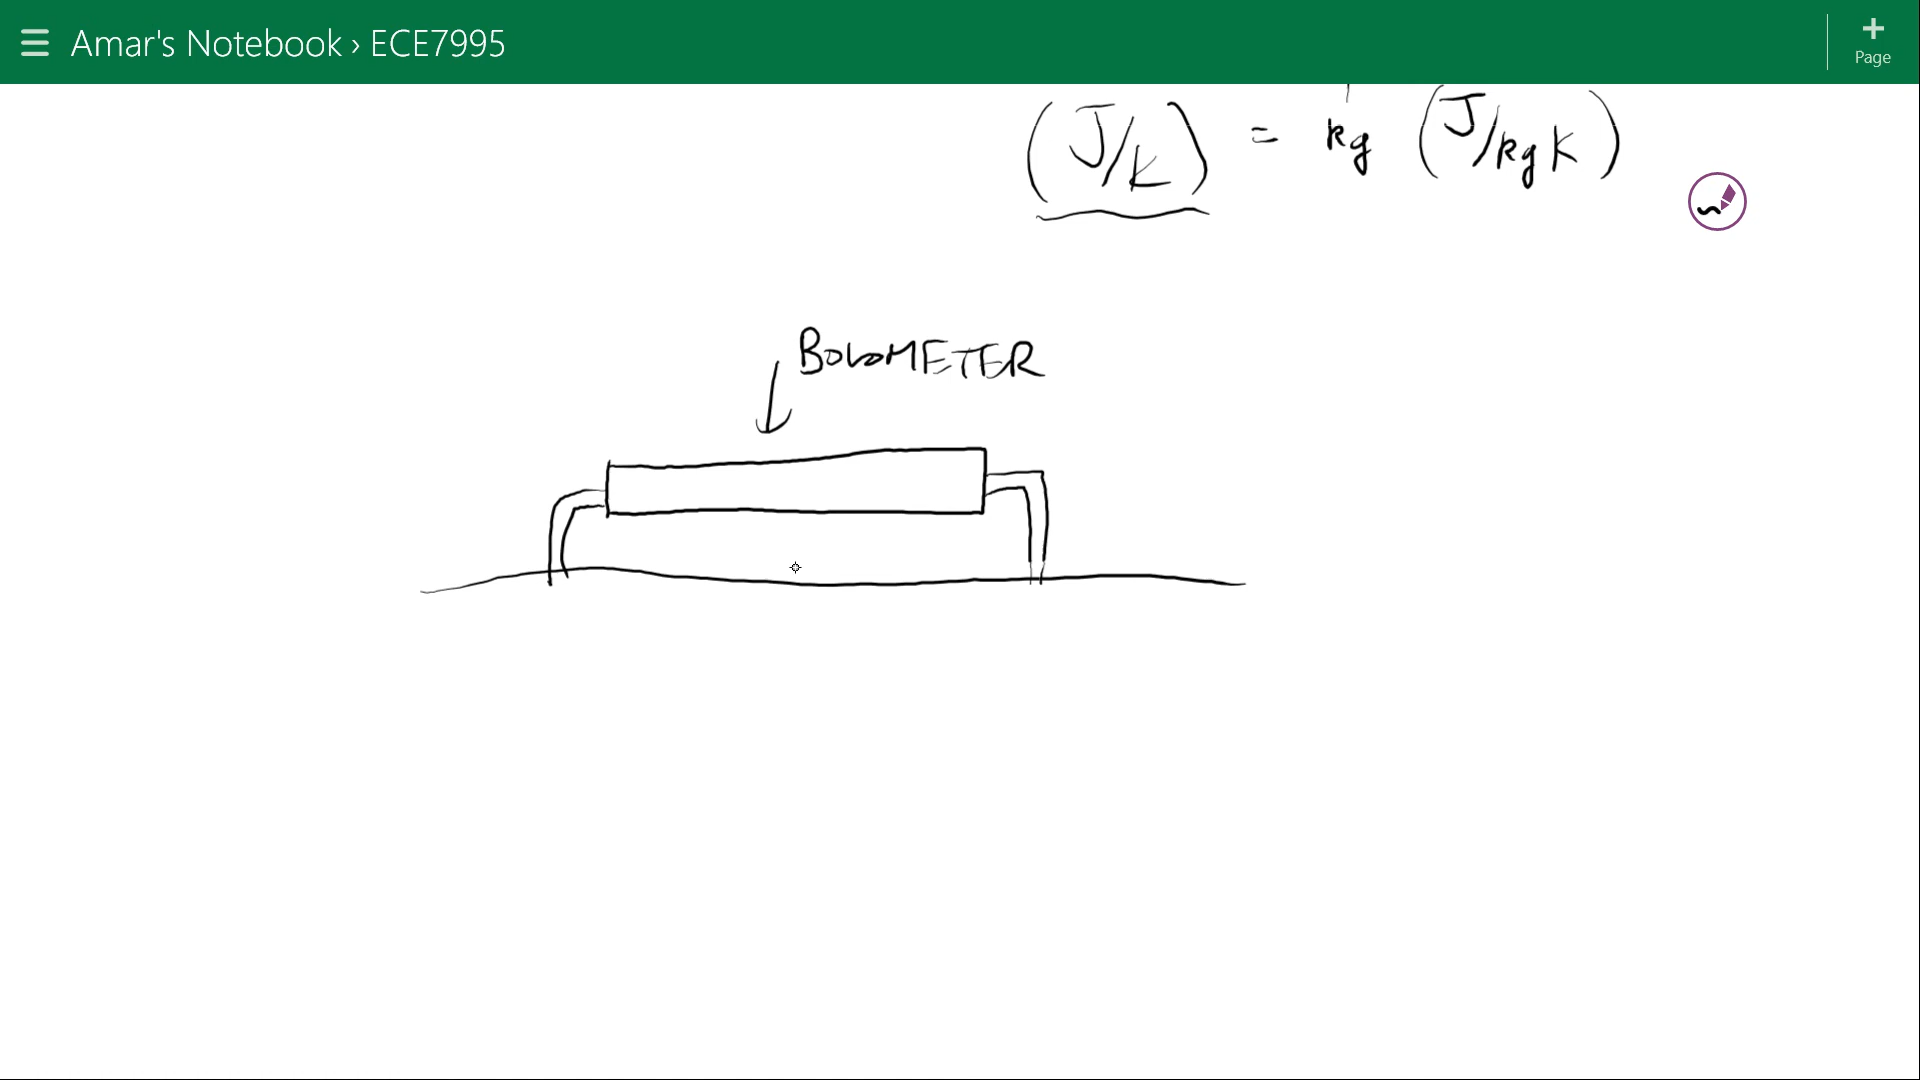 Amar's Notebook › ECE7995
Page
(J/K) = kg (J/kg K)
BOLOMETER